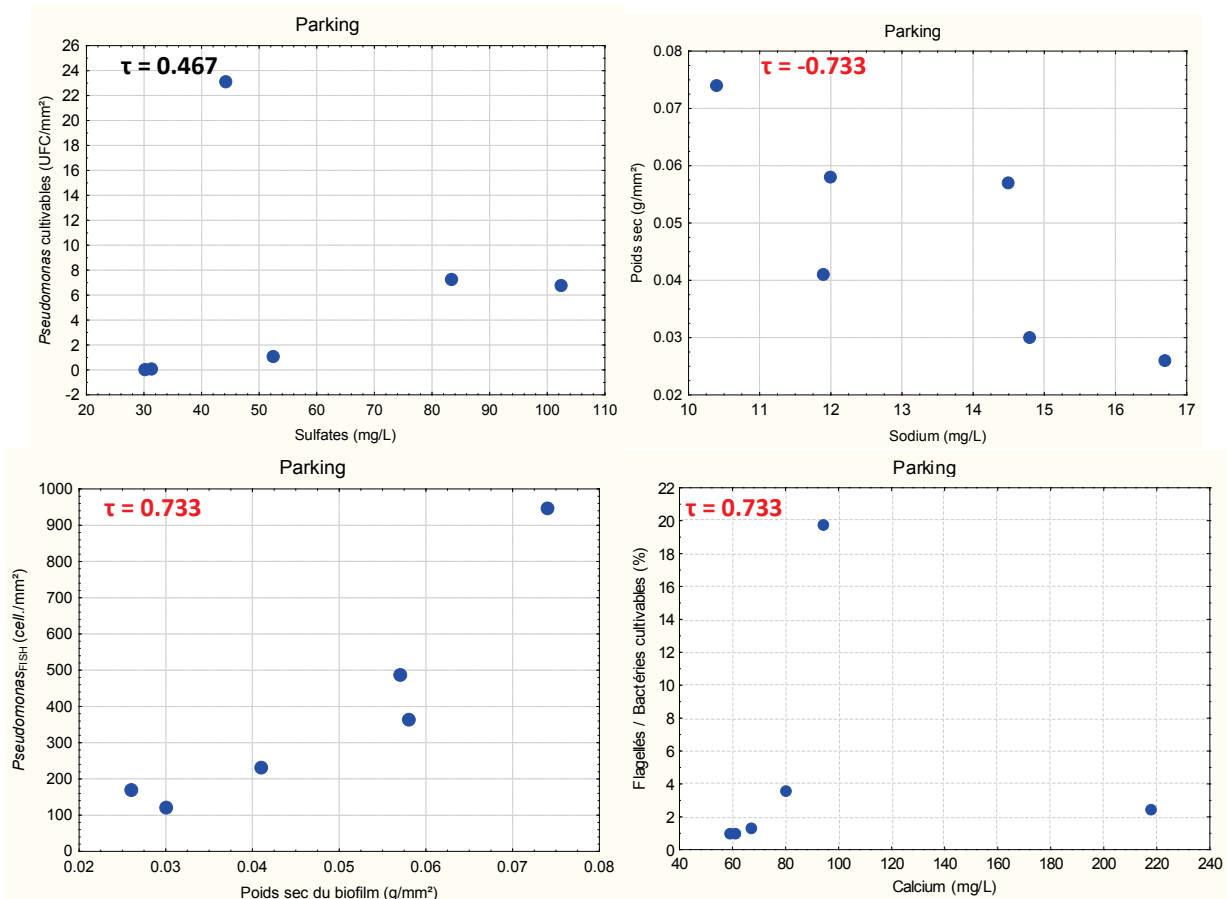 Parking
τ = 0.467
Pseudomonas cultivables (UFC/mm²)
26
24
22
20
18
16
14
12
10
8
6
4
2
0
-2
20 30 40 50 60 70 80 90 100 110
Sulfates (mg/L)
Parking
τ = -0.733
Poids sec (g/mm²)
0.08
0.07
0.06
0.05
0.04
0.03
0.02
10 11 12 13 14 15 16 17
Sodium (mg/L)
Parking
τ = 0.733
Pseudomonas FISH (cell./mm²)
1000
900
800
700
600
500
400
300
200
100
0
0.02 0.03 0.04 0.05 0.06 0.07 0.08
Poids sec du biofilm (g/mm²)
Parking
τ = 0.733
Flagellés / Bactéries cultivables (%)
22
20
18
16
14
12
10
8
6
4
2
0
40 60 80 100 120 140 160 180 200 220 240
Calcium (mg/L)